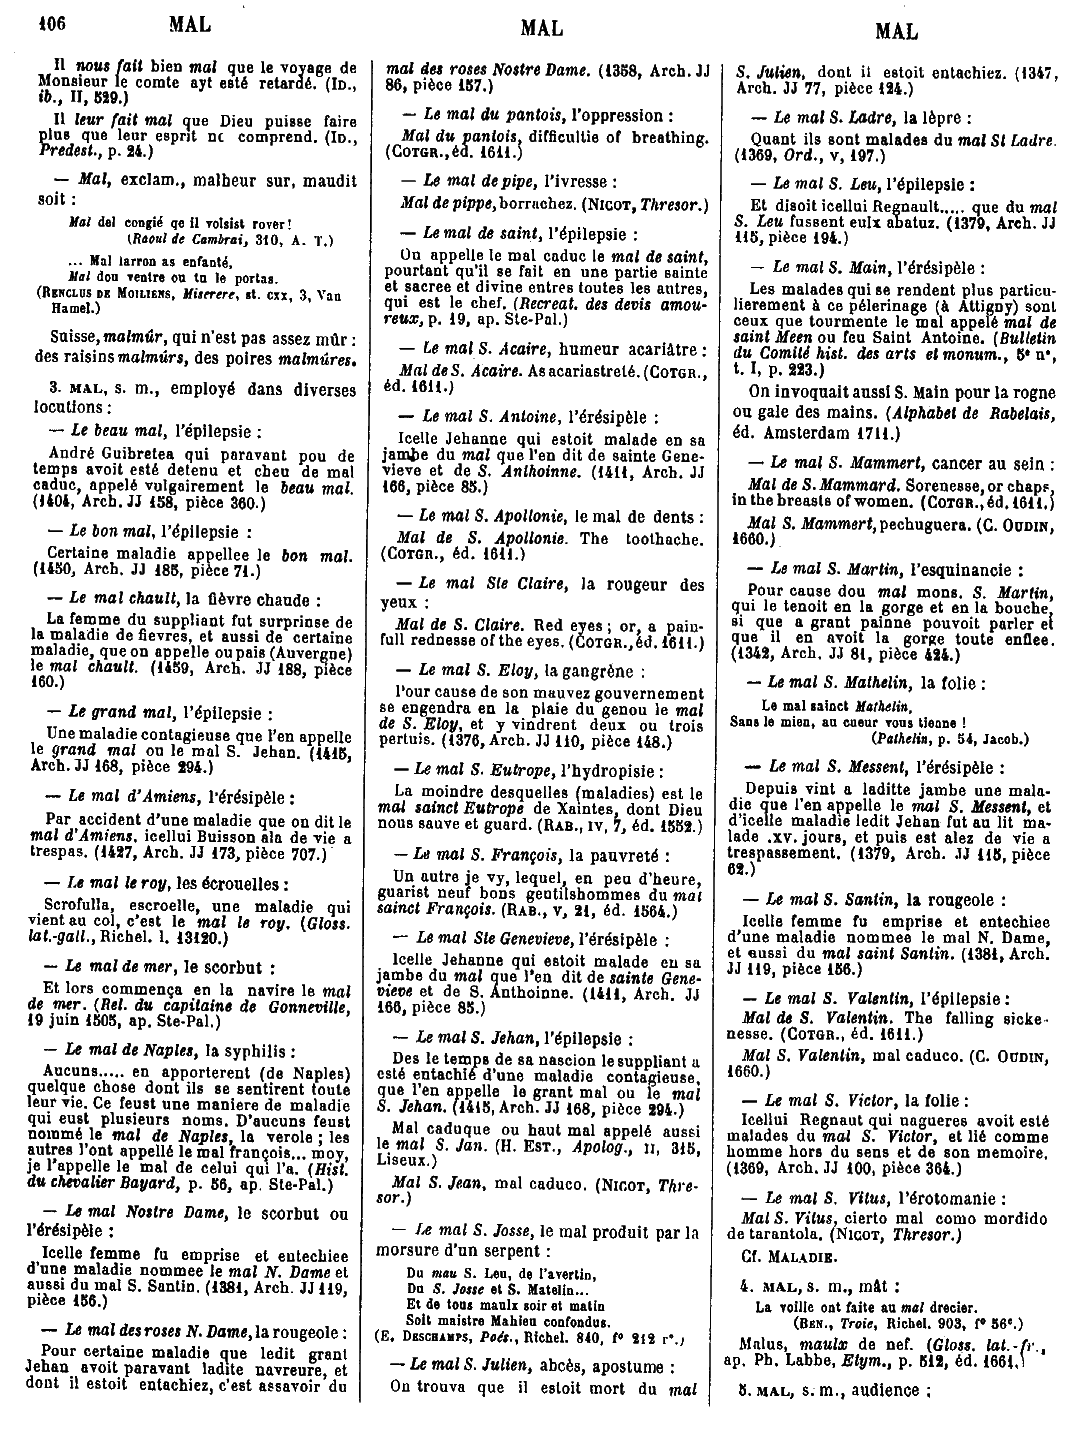 106 MAL MAL MAL
Il nous fait bien mal que le voyage de
Monsieur le comte ayt esté retardé. (ID.,
ib., II, 529.)
Il leur fait mal que Dieu puisse faire
plus que leur esprit ne comprend. (ID.,
Predest., p. 24.)
— Mal, exclam., malheur sur, maudit
soit :
Mal del congié qe il volsist rover!
(Raoul de Cambrai, 310, A. T.)
... Mal larron as enfanté,
Mal dou ventre ou tu le portas.
(RENCLUS DE MOILIENS, Miserere, st. CXX, 3, Van
Hamel.)
Suisse, malmûr, qui n'est pas assez mûr :
des raisins malmûrs, des poires malmûres.
3. MAL, s. m., employé dans diverses
locutions :
— Le beau mal, l'épilepsie :
André Guibretea qui paravant pou de
temps avoit esté detenu et cheu de mal
caduc, appelé vulgairement le beau mal.
(1404, Arch. JJ 158, pièce 360.)
— Le bon mal, l'épilepsie :
Certaine maladie appellee le bon mal.
(1450, Arch. JJ 185, pièce 71.)
— Le mal chault, la fièvre chaude :
La femme du suppliant fut surprinse de
la maladie de fievres, et aussi de certaine
maladie, que on appelle ou pais (Auvergne)
le mal chault. (1459, Arch. JJ 188, pièce
160.)
— Le grand mal, l'épilepsie :
Une maladie contagieuse que l'en appelle
le grand mal ou le mal S. Jehan. (1415,
Arch. JJ 168, pièce 294.)
— Le mal d'Amiens, l'érésipèle :
Par accident d'une maladie que on dit le
mal d'Amiens, icellui Buisson ala de vie a
trespas. (1427, Arch. JJ 173, pièce 707.)
— Le mal le roy, les écrouelles :
Scrofulla, escroelle, une maladie qui
vient au col, c'est le mal le roy. (Gloss.
lat.-gall., Richel. l. 13120.)
— Le mal de mer, le scorbut :
Et lors commença en la navire le mal
de mer. (Rel. du capitaine de Gonneville,
19 juin 1505, ap. Ste-Pal.)
— Le mal de Naples, la syphilis :
Aucuns..... en apporterent (de Naples)
quelque chose dont ils se sentirent toute
leur vie. Ce feust une maniere de maladie
qui eust plusieurs noms. D'aucuns feust
nommé le mal de Naples, la verole ; les
autres l'ont appellé le mal françois... moy,
je l'appelle le mal de celui qui l'a. (Hist.
du chevalier Bayard, p. 56, ap. Ste-Pal.)
— Le mal Nostre Dame, le scorbut ou
l'érésipèle :
Icelle femme fu emprise et entechiee
d'une maladie nommee le mal N. Dame et
aussi du mal S. Santin. (1381, Arch. JJ 119,
pièce 156.)
— Le mal des roses N. Dame, la rougeole :
Pour certaine maladie que ledit grant
Jehan avoit paravant ladite navreure, et
dont il estoit entachiez, c'est assavoir du
mal des roses Nostre Dame. (1358, Arch. JJ
86, pièce 157.)
— Le mal du pantois, l'oppression :
Mal du pantois, difficultie of breathing.
(COTGR., éd. 1611.)
— Le mal de pipe, l'ivresse :
Mal de pippe, borrachez. (NICOT, Thresor.)
— Le mal de saint, l'épilepsie :
On appelle le mal caduc le mal de saint,
pourtant qu'il se fait en une partie sainte
et sacree et divine entres toutes les autres,
qui est le chef. (Recreat. des devis amou-
reux, p. 19, ap. Ste-Pal.)
— Le mal S. Acaire, humeur acariâtre :
Mal de S. Acaire. As acariastreté. (COTGR.,
éd. 1611.)
— Le mal S. Antoine, l'érésipèle :
Icelle Jehanne qui estoit malade en sa
jambe du mal que l'en dit de sainte Gene-
vieve et de S. Anthoinne. (1411, Arch. JJ
166, pièce 85.)
— Le mal S. Apollonie, le mal de dents :
Mal de S. Apollonie. The toothache.
(COTGR., éd. 1611.)
— Le mal Ste Claire, la rougeur des
yeux :
Mal de S. Claire. Red eyes ; or, a pain-
full rednesse of the eyes. (COTGR., éd. 1611.)
— Le mal S. Eloy, la gangrène :
Pour cause de son mauvez gouvernement
se engendra en la plaie du genou le mal
de S. Eloy, et y vindrent deux ou trois
pertuis. (1376, Arch. JJ 110, pièce 148.)
— Le mal S. Eutrope, l'hydropisie :
La moindre desquelles (maladies) est le
mal sainct Eutrope de Xaintes, dont Dieu
nous sauve et guard. (RAB., IV, 7, éd. 1552.)
— Le mal S. François, la pauvreté :
Un autre je vy, lequel, en peu d'heure,
guarist neuf bons gentilshommes du mal
sainct François. (RAB., V, 21, éd. 1564.)
— Le mal Ste Genevieve, l'érésipèle :
Icelle Jehanne qui estoit malade en sa
jambe du mal que l'en dit de sainte Gene-
vieve et de S. Anthoinne. (1411, Arch. JJ
166, pièce 85.)
— Le mal S. Jehan, l'épilepsie :
Des le temps de sa nascion le suppliant a
esté entachié d'une maladie contagieuse,
que l'en appelle le grant mal ou le mal
S. Jehan. (1415, Arch. JJ 168, pièce 294.)
Mal caduque ou haut mal appelé aussi
le mal S. Jan. (H. EST., Apolog., II, 315,
Liseux.)
Mal S. Jean, mal caduco. (NICOT, Thre-
sor.)
— Le mal S. Josse, le mal produit par la
morsure d'un serpent :
Du mau S. Leu, de l'avertin,
Du S. Josse et S. Matelin...
Et de tous maulx soir et matin
Soit maistre Mahieu confondus.
(E. DESCHAMPS, Poés., Richel. 840, f° 212 r°.)
— Le mal S. Julien, abcès, apostume :
On trouva que il estoit mort du mal
S. Julien, dont il estoit entachiez. (1347,
Arch. JJ 77, pièce 124.)
— Le mal S. Ladre, la lèpre :
Quant ils sont malades du mal St Ladre.
(1369, Ord., V, 197.)
— Le mal S. Leu, l'épilepsie :
Et disoit icellui Regnault..... que du mal
S. Leu fussent eulx abatuz. (1379, Arch. JJ
115, pièce 194.)
— Le mal S. Main, l'érésipèle :
Les malades qui se rendent plus particu-
lierement à ce pélerinage (à Attigny) sont
ceux que tourmente le mal appelé mal de
saint Meen ou feu Saint Antoine. (Bulletin
du Comité hist. des arts et monum., 5e n°,
t. I, p. 223.)
On invoquait aussi S. Main pour la rogne
ou gale des mains. (Alphabet de Rabelais,
éd. Amsterdam 1711.)
— Le mal S. Mammert, cancer au sein :
Mal de S. Mammard. Sorenesse, or chaps,
in the breasts of women. (COTGR., éd. 1611.)
Mal S. Mammert, pechuguera. (C. OUDIN,
1660.)
— Le mal S. Martin, l'esquinancie :
Pour cause dou mal mons. S. Martin,
qui le tenoit en la gorge et en la bouche,
si que a grant painne pouvoit parler et
que il en avoit la gorge toute enflee.
(1342, Arch. JJ 81, pièce 424.)
— Le mal S. Mathelin, la folie :
Le mal sainct Mathelin,
Sans le mien, au cueur vous tienne !
(Pathelin, p. 54, Jacob.)
— Le mal S. Messent, l'érésipèle :
Depuis vint a laditte jambe une mala-
die que l'en appelle le mal S. Messent, et
d'icelle maladie ledit Jehan fut au lit ma-
lade .xv. jours, et puis est alez de vie a
trespassement. (1379, Arch. JJ 115, pièce
62.)
— Le mal S. Santin, la rougeole :
Icelle femme fu emprise et entechiee
d'une maladie nommee le mal N. Dame,
et aussi du mal saint Santin. (1381, Arch.
JJ 119, pièce 156.)
— Le mal S. Valentin, l'épilepsie :
Mal de S. Valentin. The falling sicke-
nesse. (COTGR., éd. 1611.)
Mal S. Valentin, mal caduco. (C. OUDIN,
1660.)
— Le mal S. Victor, la folie :
Icellui Regnaut qui nagueres avoit esté
malades du mal S. Victor, et lié comme
homme hors du sens et de son memoire.
(1369, Arch. JJ 100, pièce 364.)
— Le mal S. Vitus, l'érotomanie :
Mal S. Vitus, cierto mal como mordido
de tarantola. (NICOT, Thresor.)
Cf. MALADIE.
4. MAL, s. m., mât :
La voille ont faite au mal drecier.
(BEN., Troie, Richel. 903, f° 56c.)
Malus, maulx de nef. (Gloss. lat.-fr.,
ap. Ph. Labbe, Etym., p. 512, éd. 1661.)
5. MAL, s. m., audience :